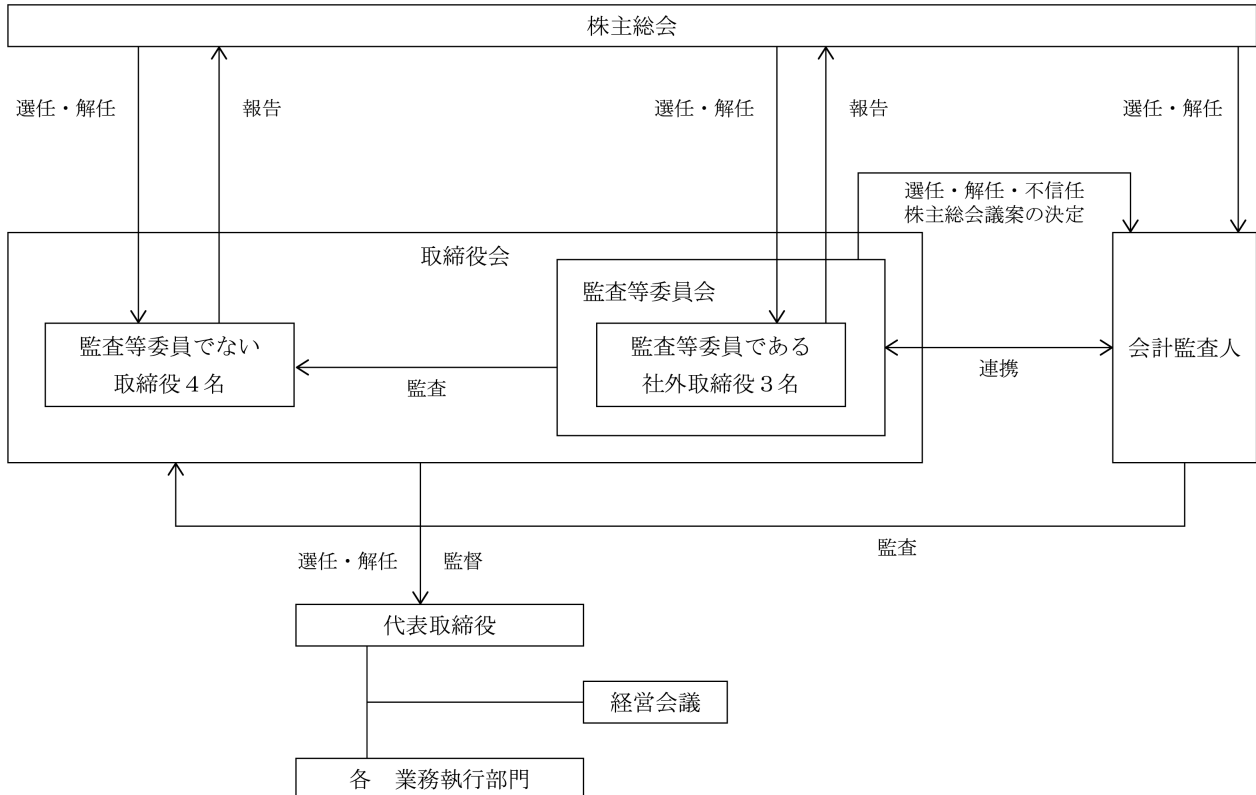 株主総会
選任・解任
報告
選任・解任
報告
選任・解任
選任・解任・不信任
株主総会議案の決定
取締役会
監査等委員会
監査等委員でない
取締役４名
監査
監査等委員である
社外取締役３名
連携
会計監査人
監査
選任・解任
監督
代表取締役
経営会議
各　業務執行部門